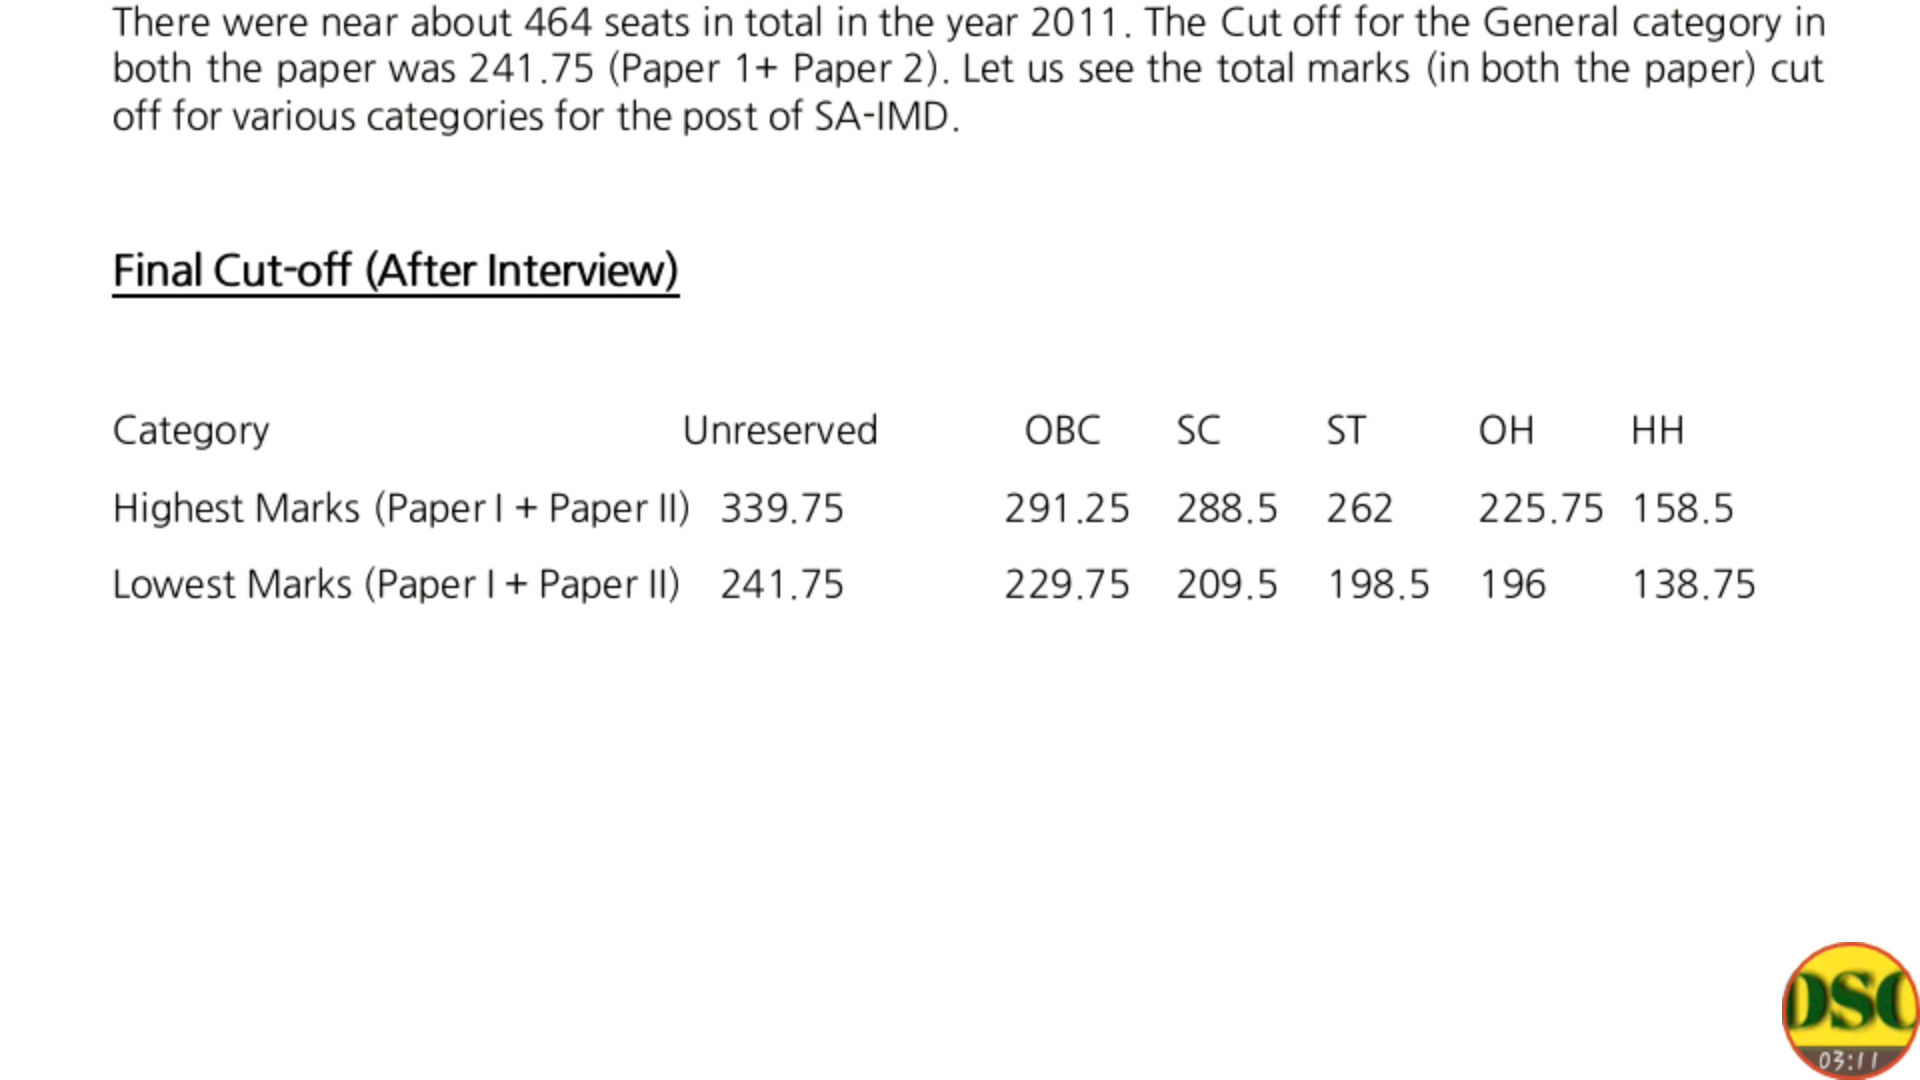 There were near about 464 seats in total in the year 2011. The Cut off for the General category in
both the paper was 241.75 (Paper 1+ Paper 2). Let us see the total marks (in both the paper) cut
off for various categories for the post of SA-IMD.
Final Cut-off (After Interview)
Category Unreserved OBC SC ST OH HH
Highest Marks (Paper I + Paper II) 339.75 291.25 288.5 262 225.75 158.5
Lowest Marks (Paper I + Paper II) 241.75 229.75 209.5 198.5 196 138.75
DSC
03:11